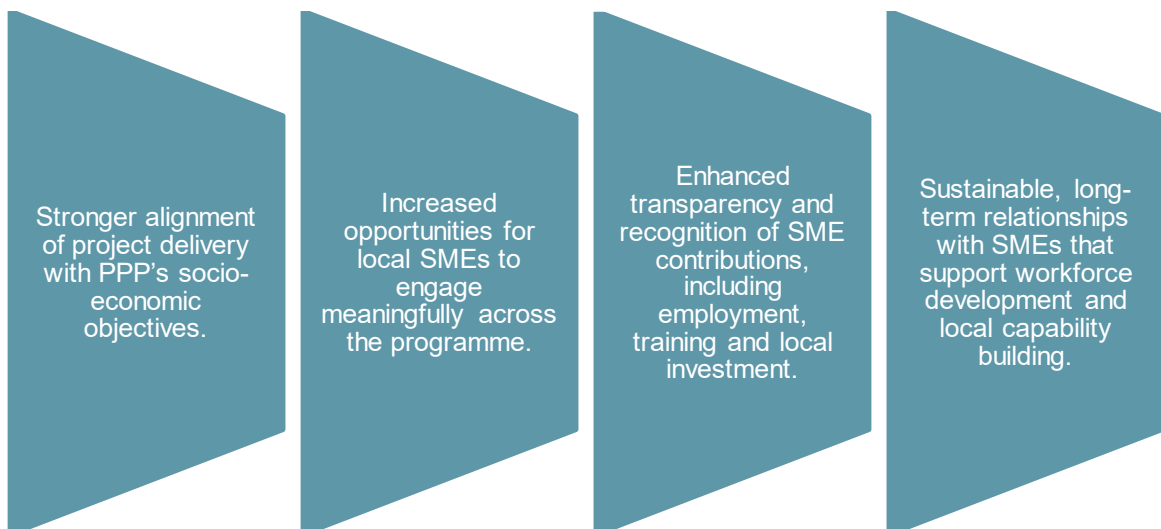 Stronger alignment
of project delivery
with PPP's socio-
economic
objectives.
Increased
opportunities for
local SMEs to
engage
meaningfully across
the programme.
Enhanced
transparency and
recognition of SME
contributions,
including
employment,
training and local
investment.
Sustainable, long-
term relationships
with SMEs that
support workforce
development and
local capability
building.